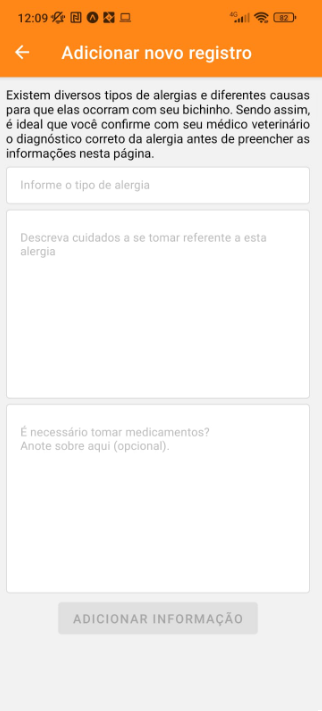 12:09
4G
82
Adicionar novo registro
Existem diversos tipos de alergias e diferentes causas
para que elas ocorram com seu bichinho. Sendo assim,
é ideal que você confirme com seu médico veterinário
o diagnóstico correto da alergia antes de preencher as
informações nesta página.
Informe o tipo de alergia
Descreva cuidados a se tomar referente a esta
alergia
É necessário tomar medicamentos?
Anote sobre aqui (opcional).
ADICIONAR INFORMAÇÃO